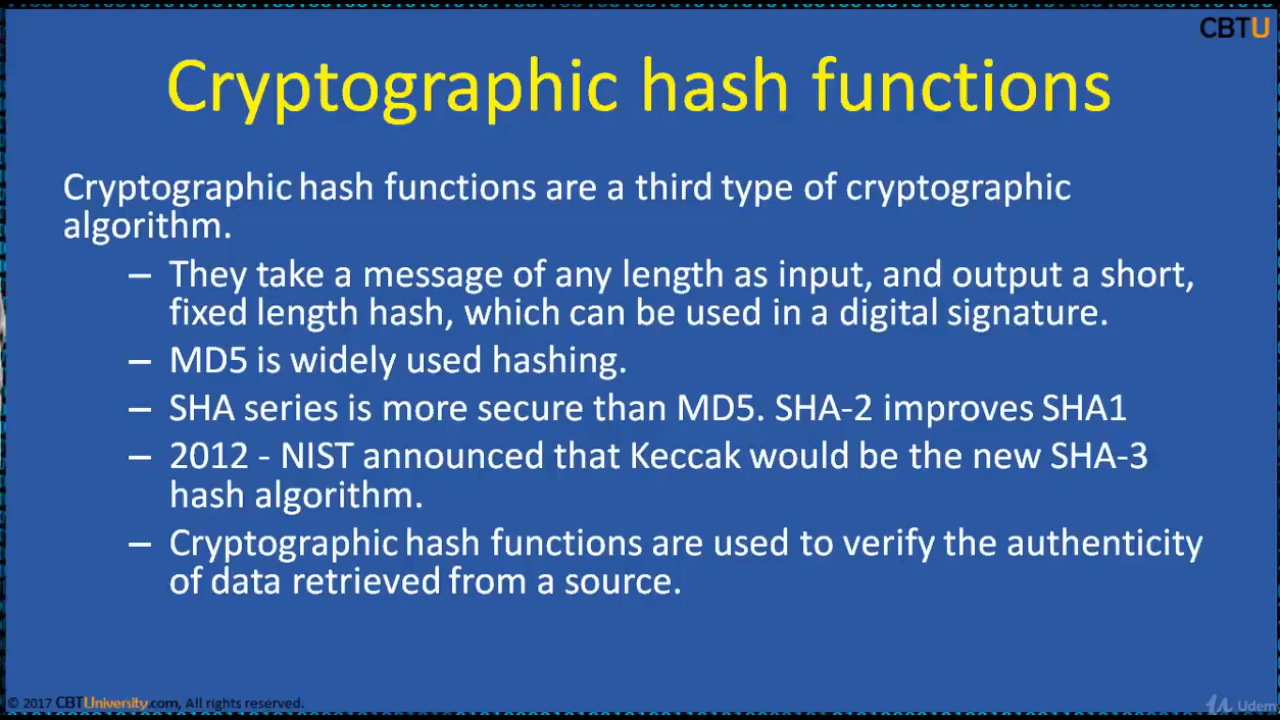 CBTU
Cryptographic hash functions
Cryptographic hash functions are a third type of cryptographic
algorithm.
– They take a message of any length as input, and output a short,
fixed length hash, which can be used in a digital signature.
– MD5 is widely used hashing.
– SHA series is more secure than MD5. SHA-2 improves SHA1
– 2012 - NIST announced that Keccak would be the new SHA-3
hash algorithm.
– Cryptographic hash functions are used to verify the authenticity
of data retrieved from a source.
© 2017 CBTUniversity.com, All rights reserved.
Udem